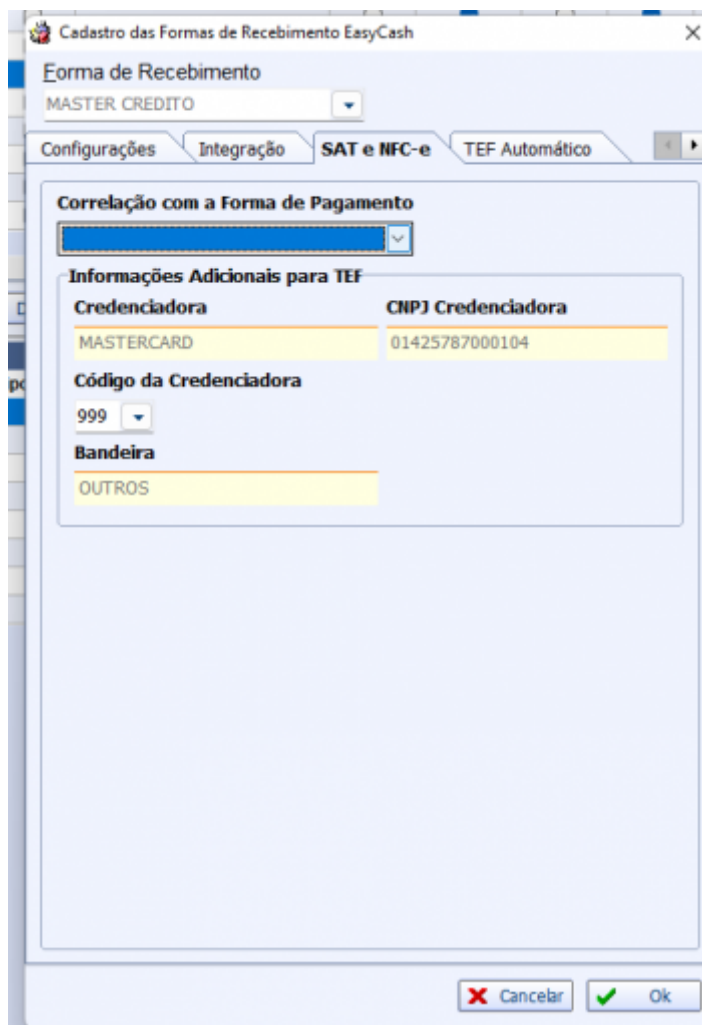 Cadastro das Formas de Recebimento EasyCash
Forma de Recebimento
MASTER CREDITO
Configurações Integração SAT e NFC-e TEF Automático
Correlação com a Forma de Pagamento
Informações Adicionais para TEF
Credenciadora CNPJ Credenciadora
MASTERCARD 01425787000104
Código da Credenciadora
999
Bandeira
OUTROS
Cancelar Ok